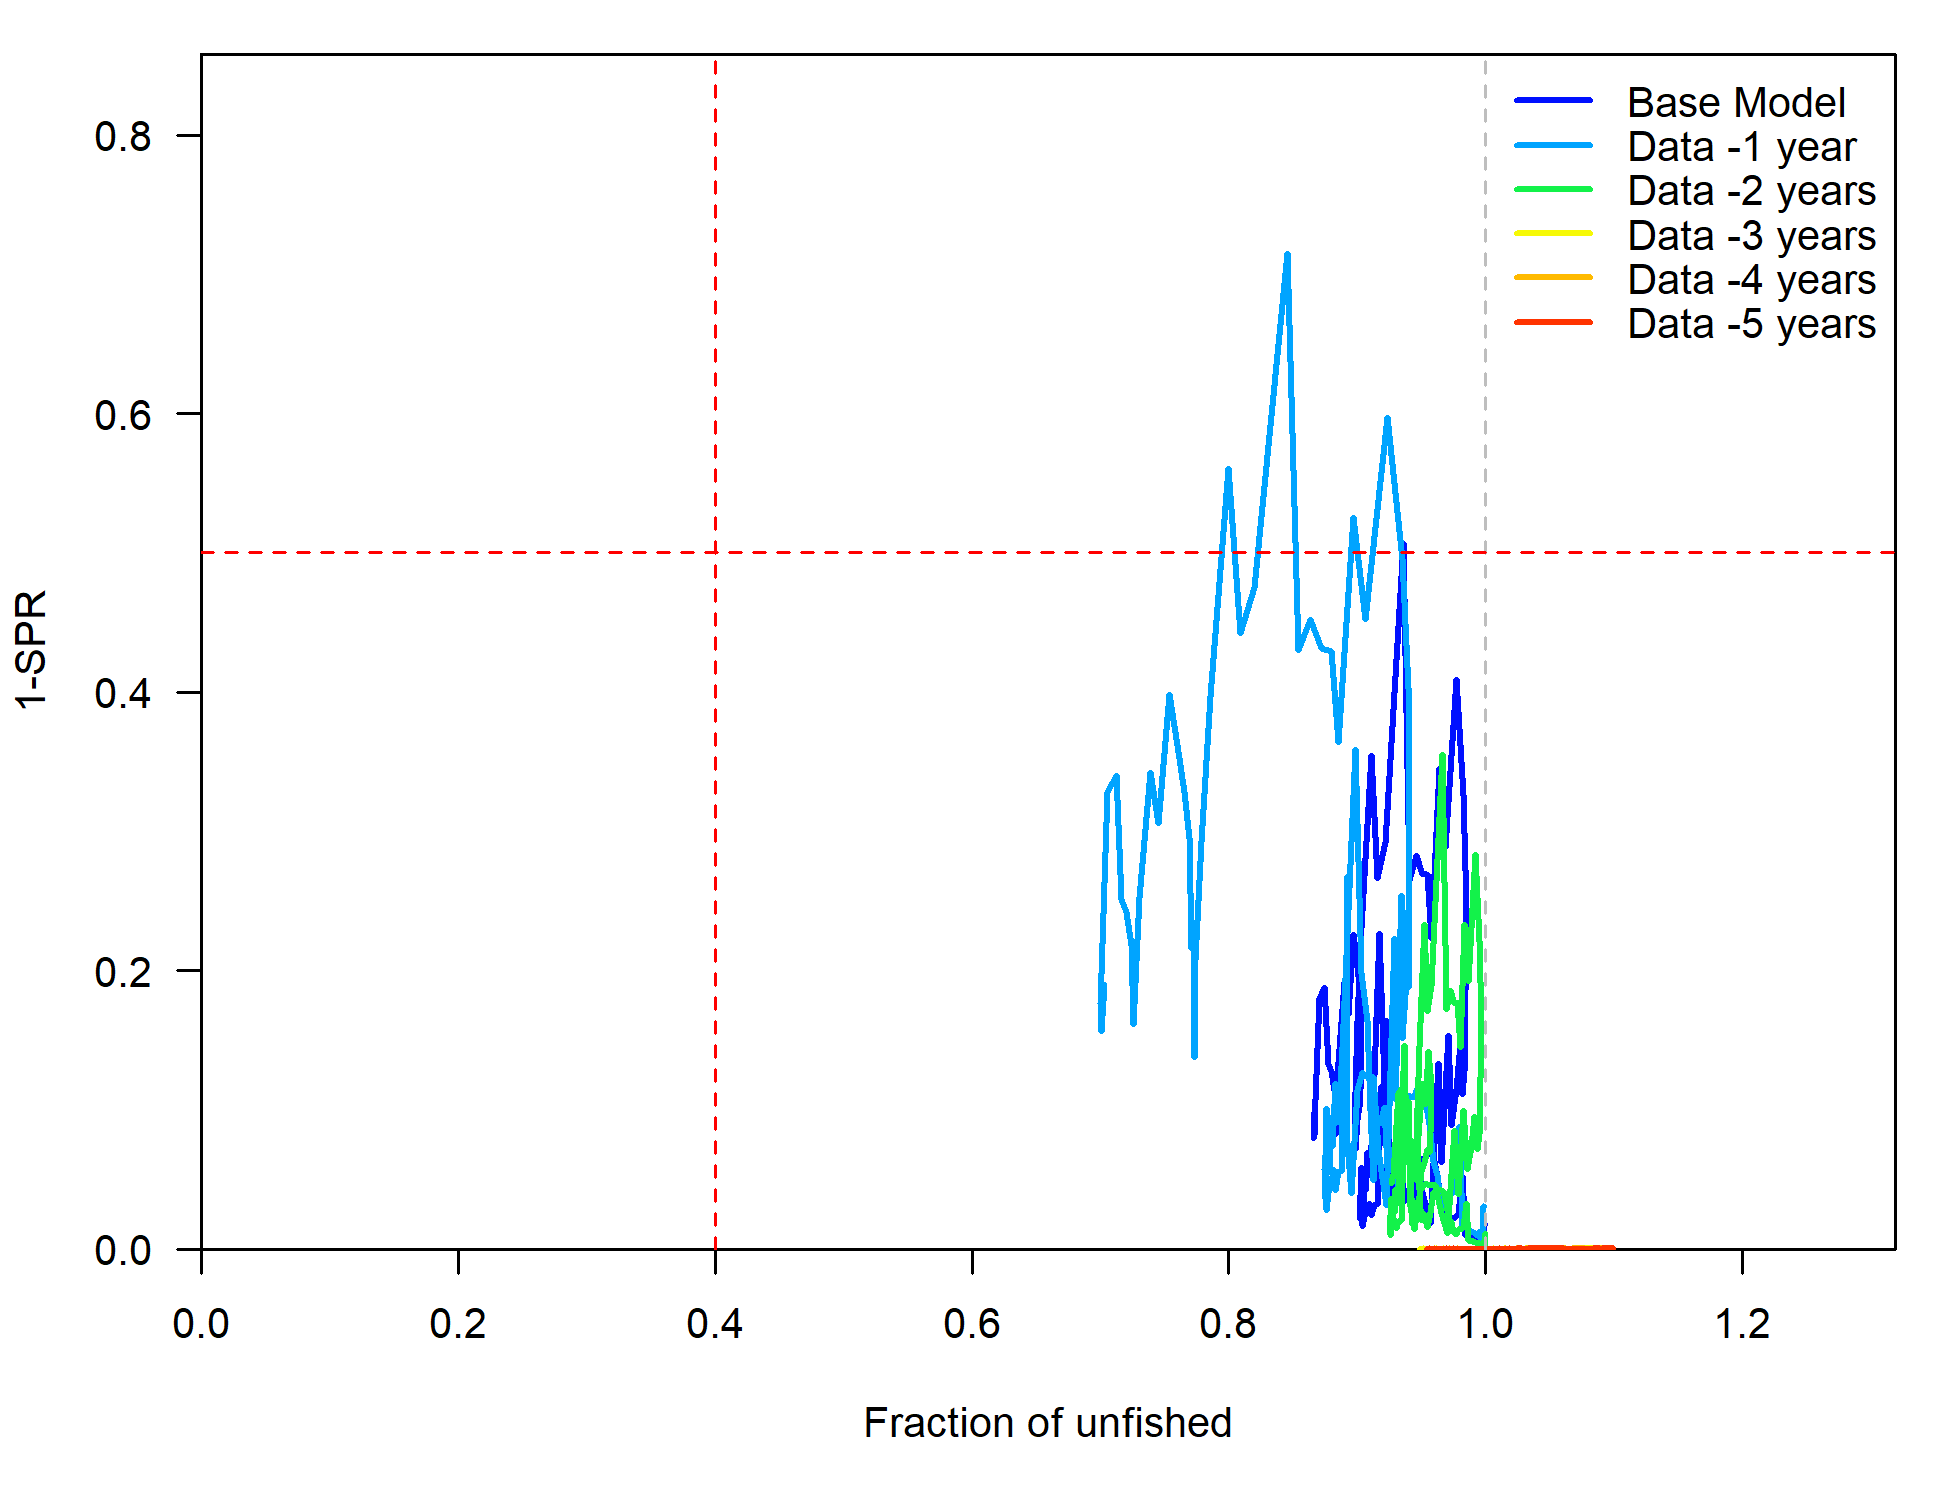 Base Model
Data -1 year
Data -2 years
Data -3 years
Data -4 years
Data -5 years
0.8
0.6
0.4
0.2
0.0
1-SPR
0.0 0.2 0.4 0.6 0.8 1.0 1.2
Fraction of unfished